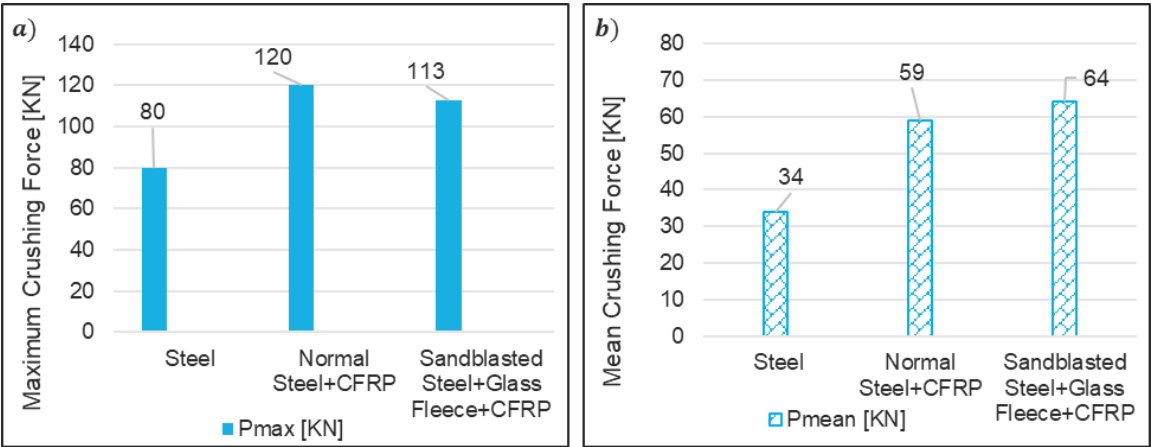 a)
Maximum Crushing Force [KN]
140
120
100
80
60
40
20
0
80
120
113
Steel
Normal
Steel+CFRP
Sandblasted
Steel+Glass
Fleece+CFRP
Pmax [KN]
b)
Mean Crushing Force [KN]
80
70
60
50
40
30
20
10
0
34
59
64
Steel
Normal
Steel+CFRP
Sandblasted
Steel+Glass
Fleece+CFRP
Pmean [KN]